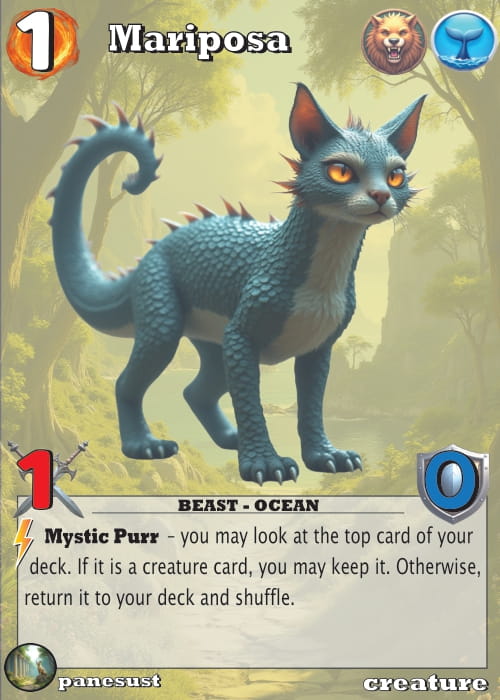 1
Mariposa
1
0
BEAST - OCEAN
Mystic Purr – you may look at the top card of your
deck. If it is a creature card, you may keep it. Otherwise,
return it to your deck and shuffle.
panesust
creature